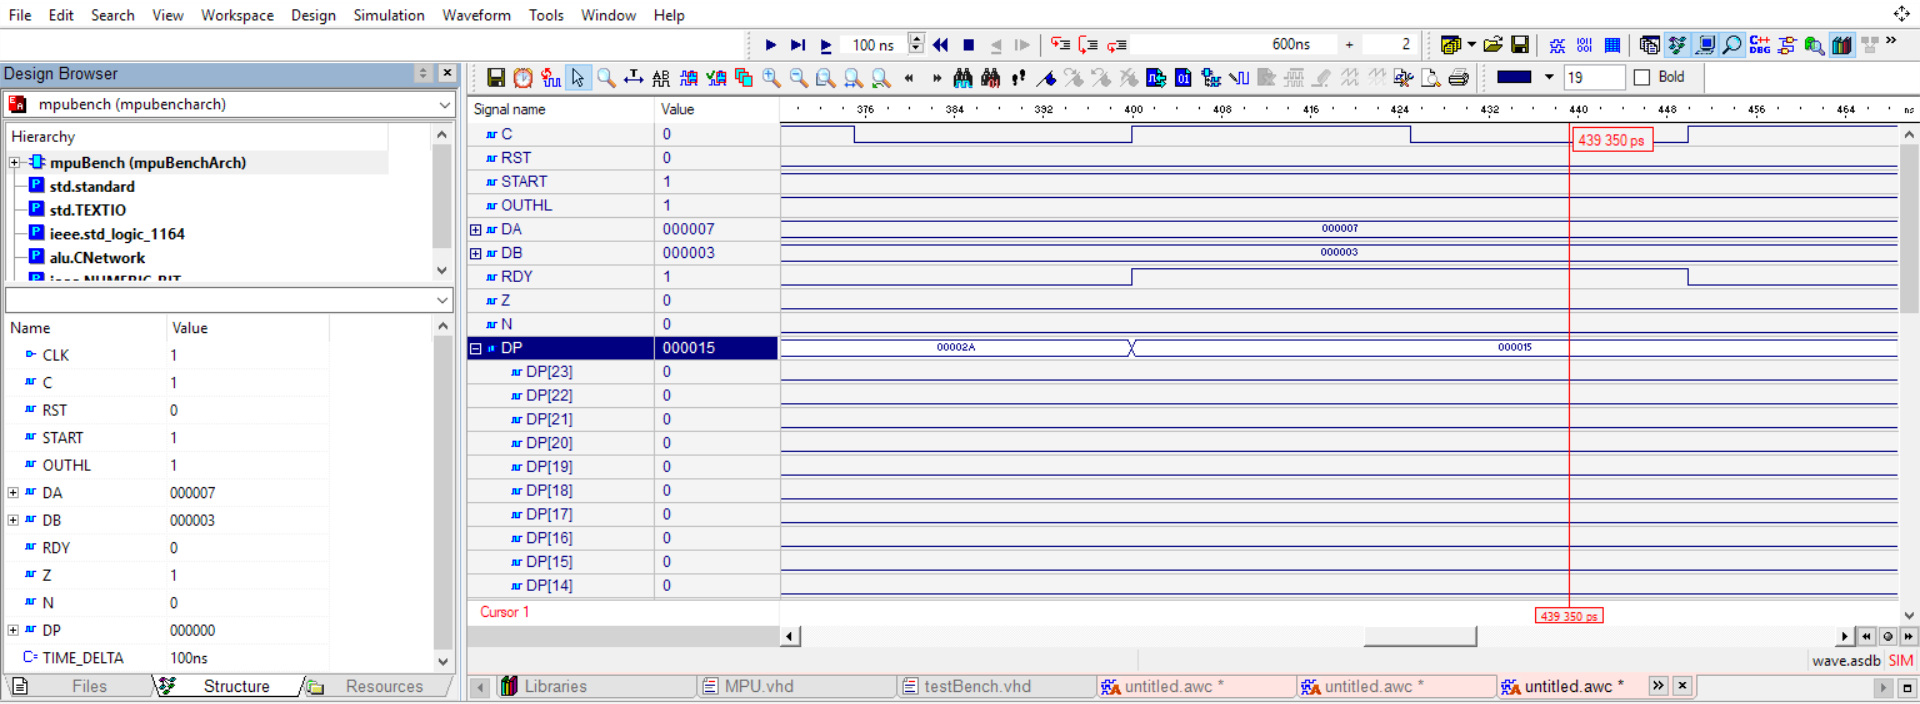 File Edit Search View Workspace Design Simulation Waveform Tools Window Help
100 ns 600ns + 2
Design Browser
19 Bold
mpubench (mpubencharch)
Hierarchy
mpuBench (mpuBenchArch)
std.standard
std.TEXTIO
ieee.std_logic_1164
alu.CNetwork
Name Value
CLK 1
C 1
RST 0
START 1
OUTHL 1
DA 000007
DB 000003
RDY 0
Z 1
N 0
DP 000000
TIME_DELTA 100ns
Files Structure Resources
Signal name Value 376 384 392 400 408 416 424 432 440 448 456 464 ns
C 0 439 350 ps
RST 0
START 1
OUTHL 1
DA 000007 000007
DB 000003 000003
RDY 1
Z 0
N 0
DP 000015 00002A 000015
DP[23] 0
DP[22] 0
DP[21] 0
DP[20] 0
DP[19] 0
DP[18] 0
DP[17] 0
DP[16] 0
DP[15] 0
DP[14] 0
Cursor 1 439 350 ps
wave.asdb SIM
Libraries MPU.vhd testBench.vhd untitled.awc * untitled.awc * untitled.awc *